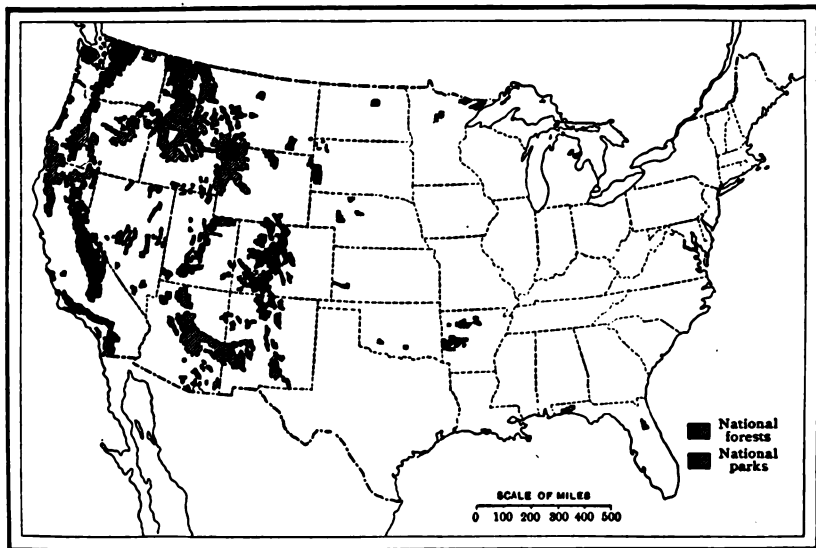 National
forests
National
parks
SCALE OF MILES
0 100 200 300 400 500